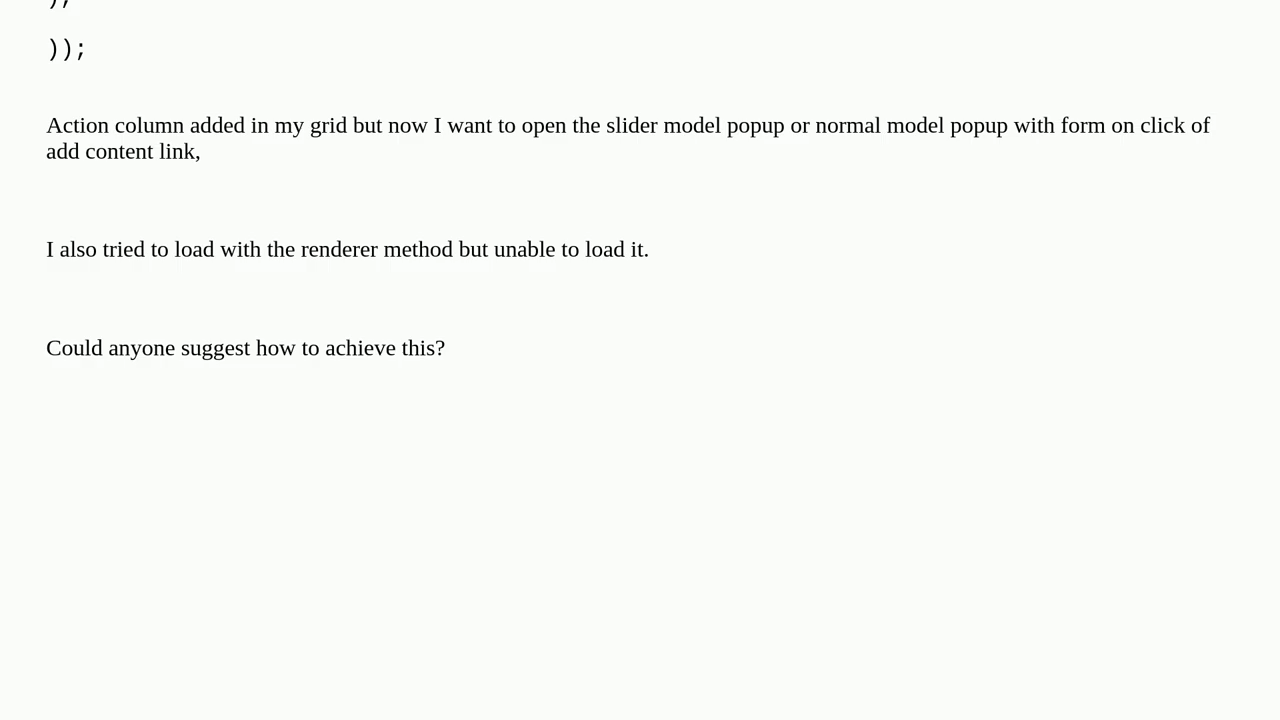 );
));
Action column added in my grid but now I want to open the slider model popup or normal model popup with form on click of
add content link,
I also tried to load with the renderer method but unable to load it.
Could anyone suggest how to achieve this?